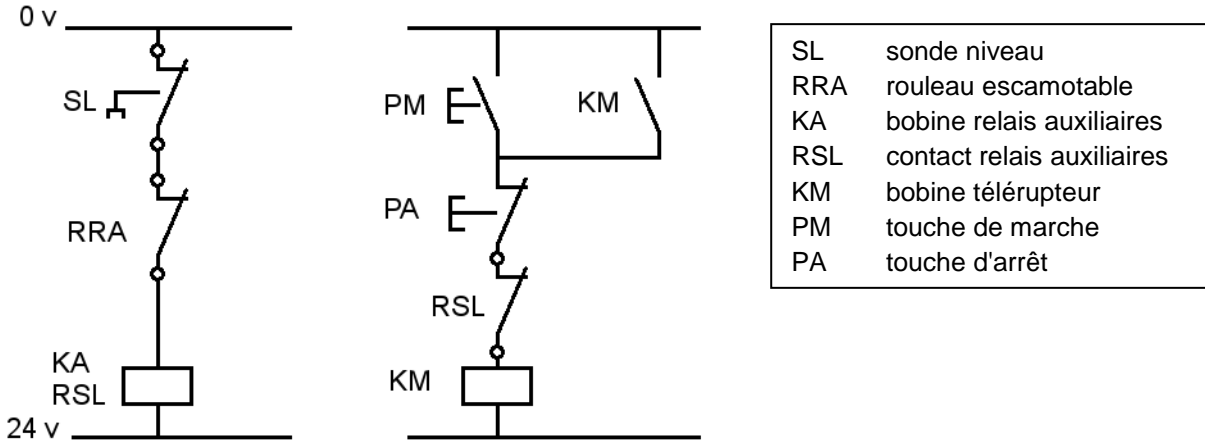 0 v
SL
RRA
KA
RSL
24 v
PM
KM
PA
RSL
KM
SL sonde niveau
RRA rouleau escamotable
KA bobine relais auxiliaires
RSL contact relais auxiliaires
KM bobine télérupteur
PM touche de marche
PA touche d'arrêt